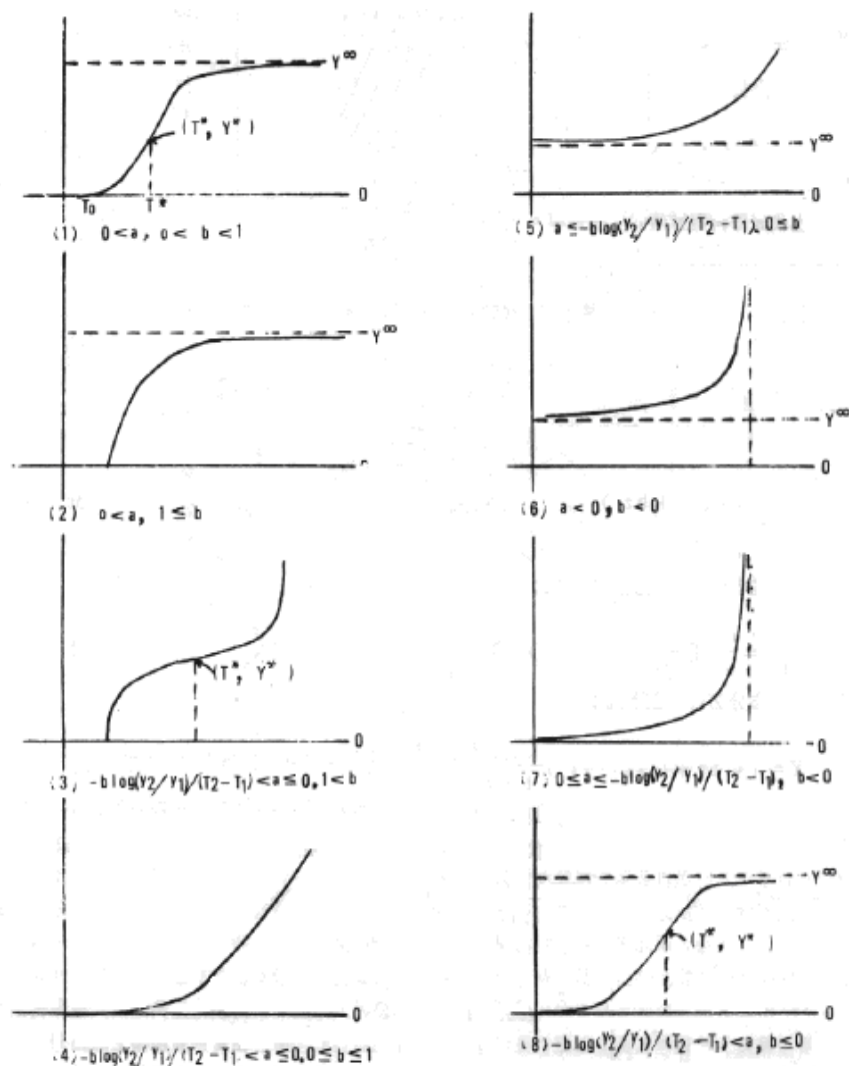 Y∞
(T*, Y*)
0
T₀ T*
(1) 0 < a, 0 < b < 1
Y∞
(2) 0 < a, 1 ≤ b
(T*, Y*)
0
(3) -blog(Y₂/Y₁)/(T₂-T₁) < a ≤ 0, 1 < b
0
(4) -blog(Y₂/Y₁)/(T₂-T₁ < a ≤ 0, 0 ≤ b ≤ 1
Y∞
0
(5) a ≤ -blog(Y₂/Y₁)/(T₂-T₁), 0 ≤ b
Y∞
0
(6) a < 0, b < 0
0
(7) 0 ≤ a ≤ -blog(Y₂/Y₁)/(T₂-T₁), b < 0
Y∞
(T*, Y*)
0
(8) -blog(Y₂/Y₁)/(T₂-T₁) < a, b ≤ 0